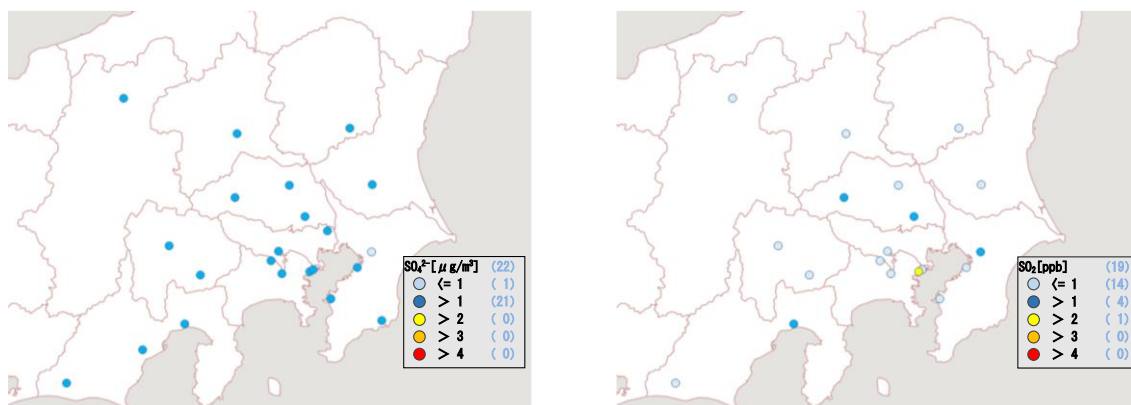 SO₄²⁻[μg/m³] (22)
<= 1 ( 1)
> 1 (21)
> 2 ( 0)
> 3 ( 0)
> 4 ( 0)
SO₂[ppb] (19)
<= 1 (14)
> 1 ( 4)
> 2 ( 1)
> 3 ( 0)
> 4 ( 0)